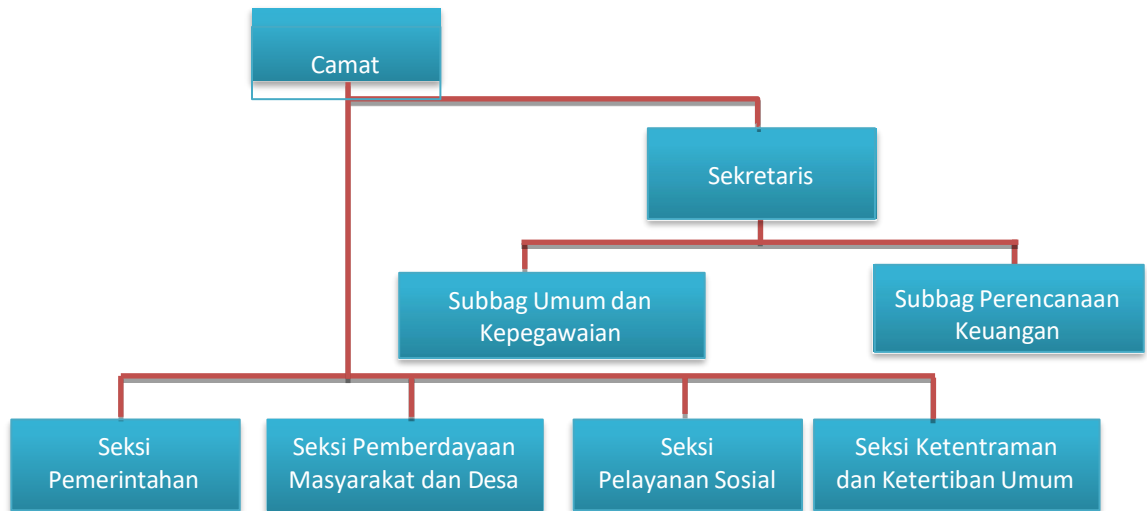 Camat
Sekretaris
Subbag Umum dan
Kepegawaian
Subbag Perencanaan
Keuangan
Seksi
Pemerintahan
Seksi Pemberdayaan
Masyarakat dan Desa
Seksi
Pelayanan Sosial
Seksi Ketentraman
dan Ketertiban Umum